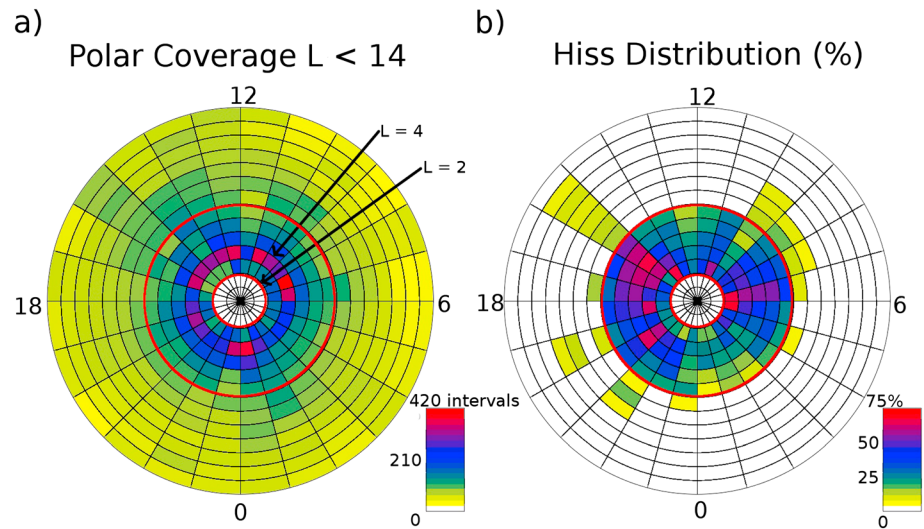 a)
Polar Coverage L < 14
12
L = 4
L = 2
18
6
420 intervals
210
0
0
b)
Hiss Distribution (%)
12
18
6
75%
50
25
0
0